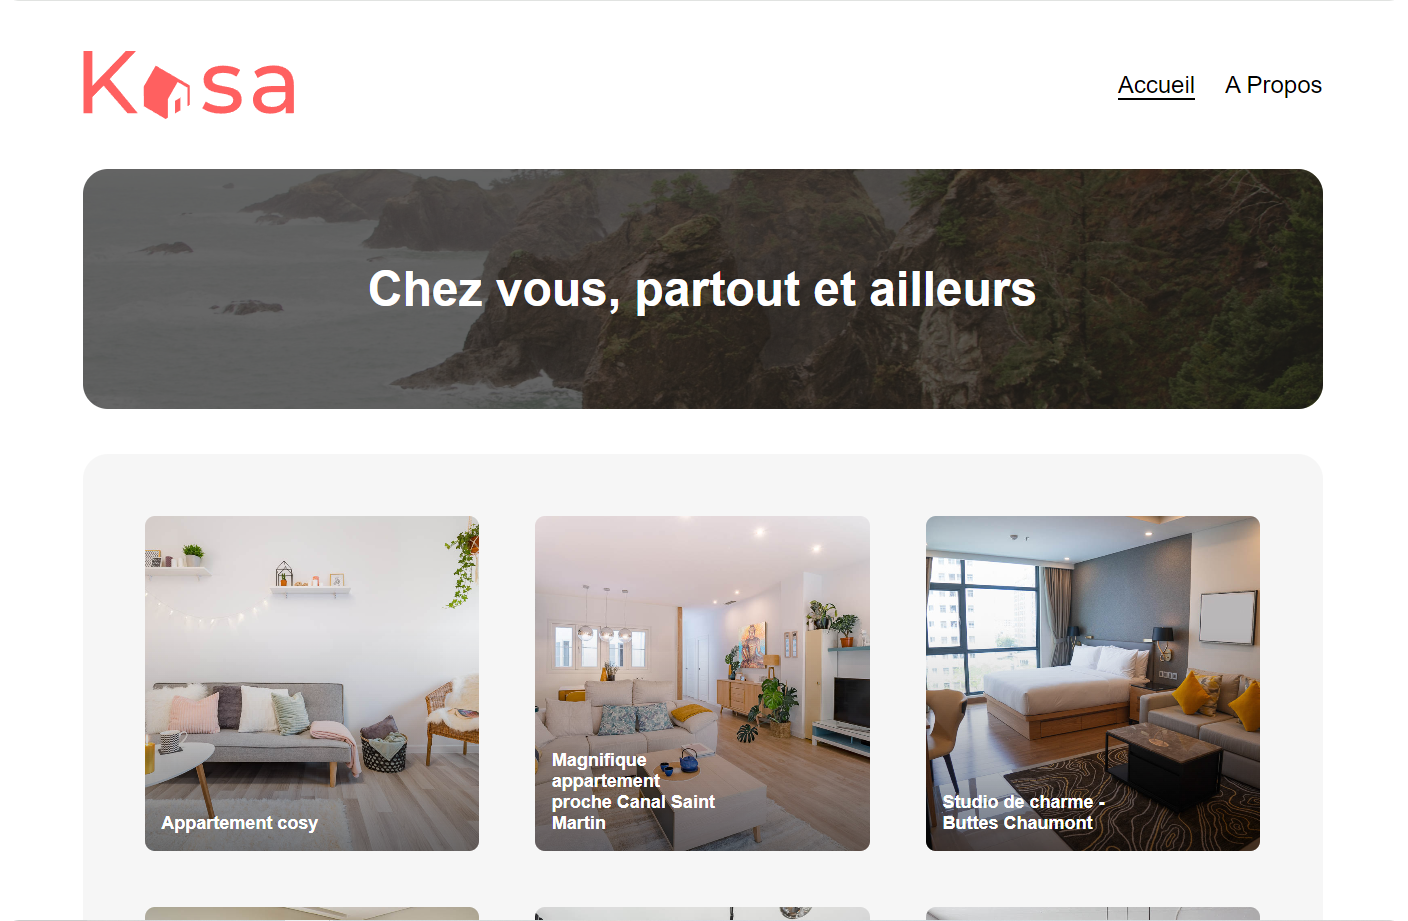 Kasa
Accueil
A Propos
Chez vous, partout et ailleurs
Appartement cosy
Magnifique
appartement
proche Canal Saint
Martin
Studio de charme -
Buttes Chaumont